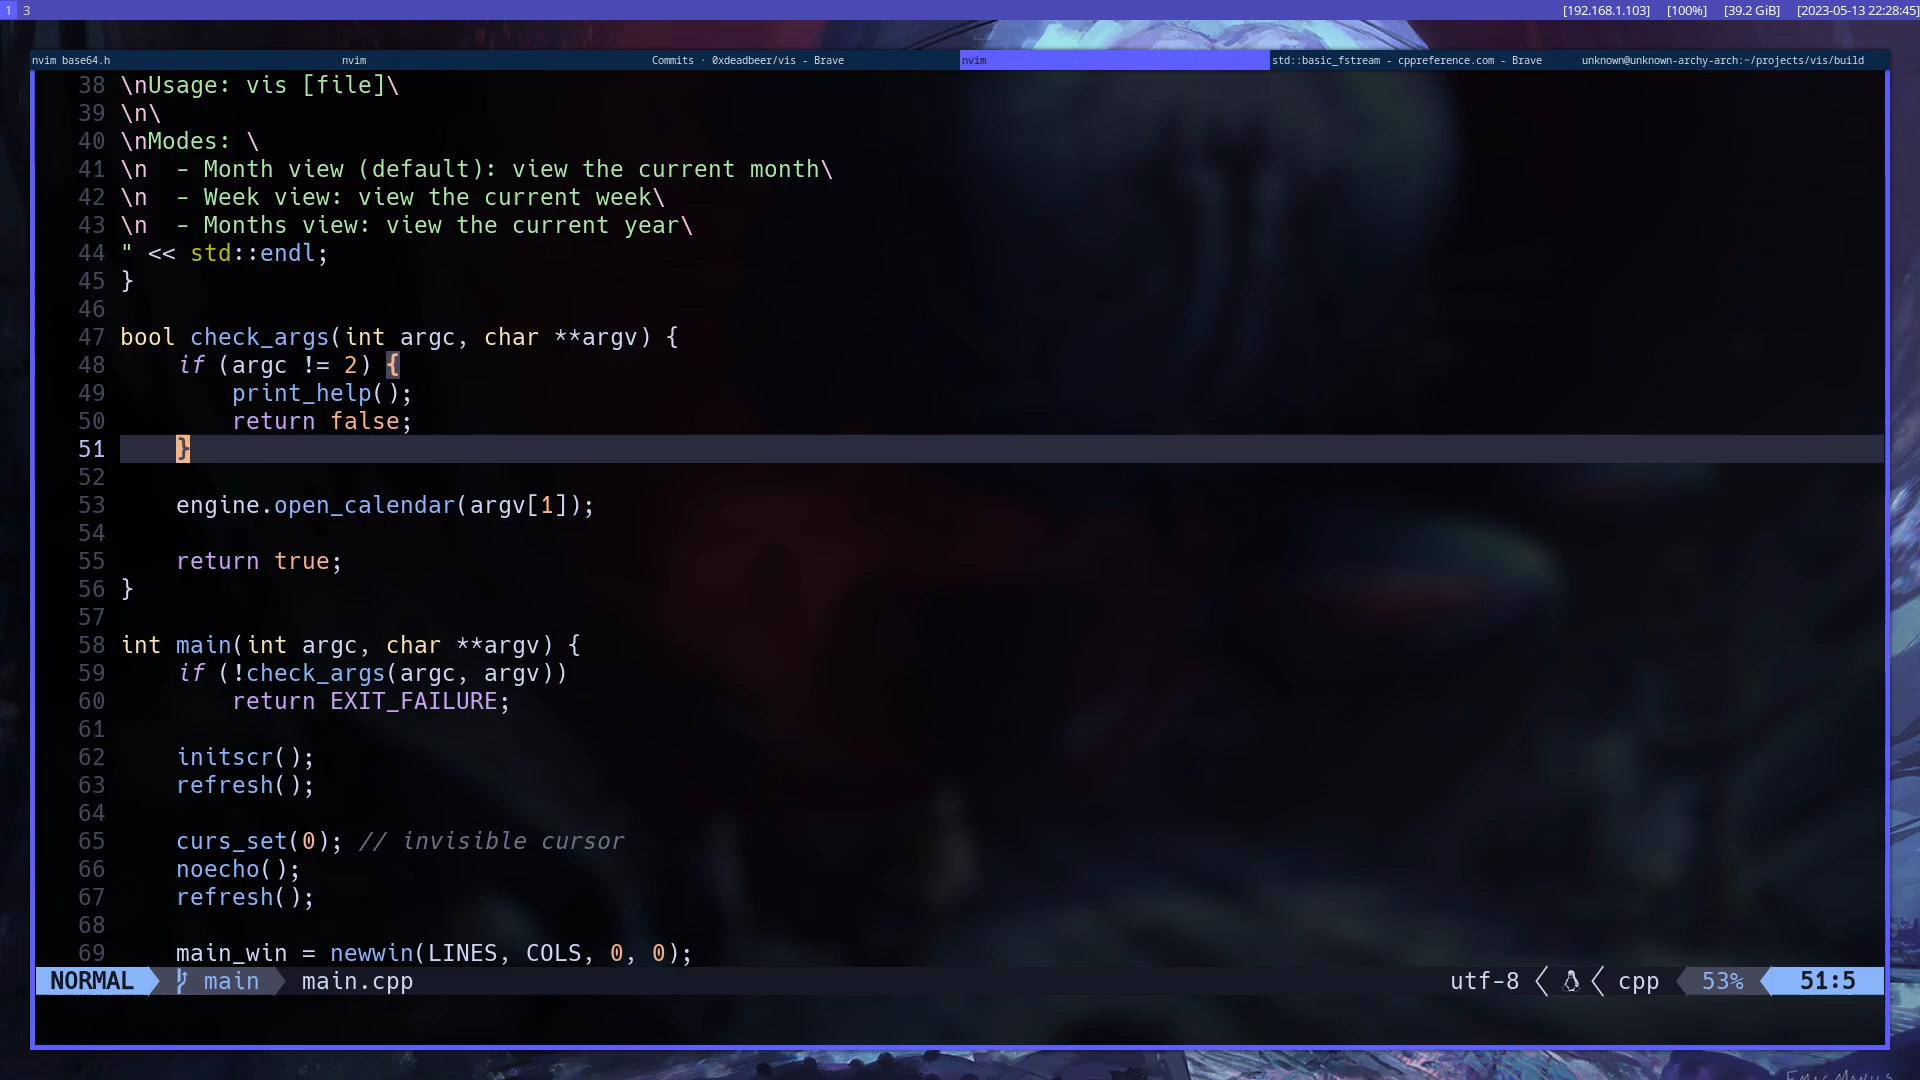 1 3 [192.168.1.103] [100%] [39.2 GiB] [2023-05-13 22:28:45]
nvim base64.h nvim Commits · 0xdeadbeer/vis - Brave nvim std::basic_fstream - cppreference.com - Brave unknown@unknown-archy-arch:~/projects/vis/build
38 \nUsage: vis [file]\
39 \n\
40 \nModes: \
41 \n  - Month view (default): view the current month\
42 \n  - Week view: view the current week\
43 \n  - Months view: view the current year\
44 " << std::endl;
45 }
46
47 bool check_args(int argc, char **argv) {
48     if (argc != 2) {
49         print_help();
50         return false;
51     }
52
53     engine.open_calendar(argv[1]);
54
55     return true;
56 }
57
58 int main(int argc, char **argv) {
59     if (!check_args(argc, argv))
60         return EXIT_FAILURE;
61
62     initscr();
63     refresh();
64
65     curs_set(0); // invisible cursor
66     noecho();
67     refresh();
68
69     main_win = newwin(LINES, COLS, 0, 0);
NORMAL main main.cpp utf-8 cpp 53% 51:5